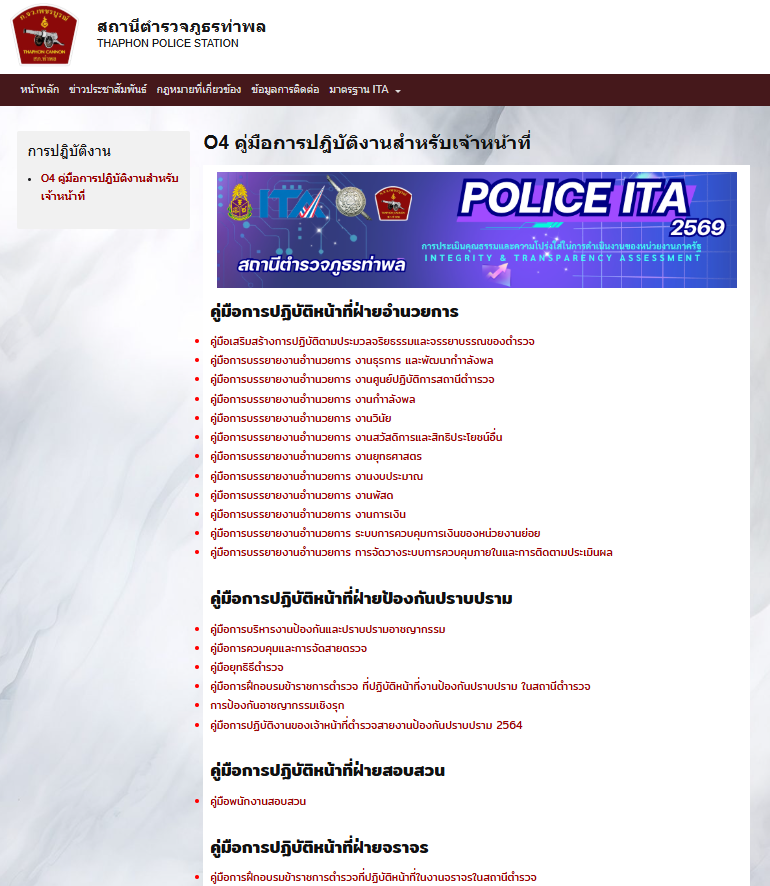 ภ.จว.เพชรบูรณ์
THAPHON CANNON
สภ.ท่าพล
สถานีตำรวจภูธรท่าพล
THAPHON POLICE STATION
หน้าหลัก ข่าวประชาสัมพันธ์ กฎหมายที่เกี่ยวข้อง ข้อมูลการติดต่อ มาตรฐาน ITA
การปฎิบัติงาน
O4 คู่มือการปฏิบัติงานสำหรับ
เจ้าหน้าที่
O4 คู่มือการปฏิบัติงานสำหรับเจ้าหน้าที่
ITA
POLICE ITA
2569
การประเมินคุณธรรมและความโปร่งใสในการดำเนินงานของหน่วยงานภาครัฐ
INTEGRITY & TRANSPARENCY ASSESSMENT
สถานีตำรวจภูธรท่าพล
คู่มือการปฏิบัติหน้าที่ฝ่ายอำนวยการ
คู่มือเสริมสร้างการปฏิบัติตามประมวลจริยธรรมและจรรยาบรรณของตำรวจ
คู่มือการบรรยายงานอำานวยการ งานธุรการ และพัฒนากำาลังพล
คู่มือการบรรยายงานอำานวยการ งานศูนย์ปฏิบัติการสถานีตำารวจ
คู่มือการบรรยายงานอำานวยการ งานกำาลังพล
คู่มือการบรรยายงานอำานวยการ งานวินัย
คู่มือการบรรยายงานอำานวยการ งานสวัสดิการและสิทธิประโยชน์อื่น
คู่มือการบรรยายงานอำานวยการ งานยุทธศาสตร
คู่มือการบรรยายงานอำานวยการ งานงบประมาณ
คู่มือการบรรยายงานอำานวยการ งานพัสด
คู่มือการบรรยายงานอำานวยการ งานการเงิน
คู่มือการบรรยายงานอำานวยการ ระบบการควบคุมการเงินของหน่วยงานย่อย
คู่มือการบรรยายงานอำานวยการ การจัดวางระบบการควบคุมภายในและการติดตามประเมินผล
คู่มือการปฏิบัติหน้าที่ฝ่ายป้องกันปราบปราม
คู่มือการบริหารงานป้องกันและปราบปรามอาชญากรรม
คู่มือการควบคุมและการจัดสายตรวจ
คู่มือยุทธิธีตำรวจ
คู่มือการฝึกอบรมข้าราชการตำรวจ ที่ปฏิบัติหน้าที่งานป้องกันปราบปราม ในสถานีตำารวจ
การป้องกันอาชญากรรมเชิงรุก
คู่มือการปฏิบัติงานของเจ้าหน้าที่ตำรวจสายงานป้องกันปราบปราม 2564
คู่มือการปฏิบัติหน้าที่ฝ่ายสอบสวน
คู่มือพนักงานสอบสวน
คู่มือการปฏิบัติหน้าที่ฝ่ายจราจร
คู่มือการฝึกอบรมข้าราชการตำรวจที่ปฏิบัติหน้าที่ในงานจราจรในสถานีตำรวจ